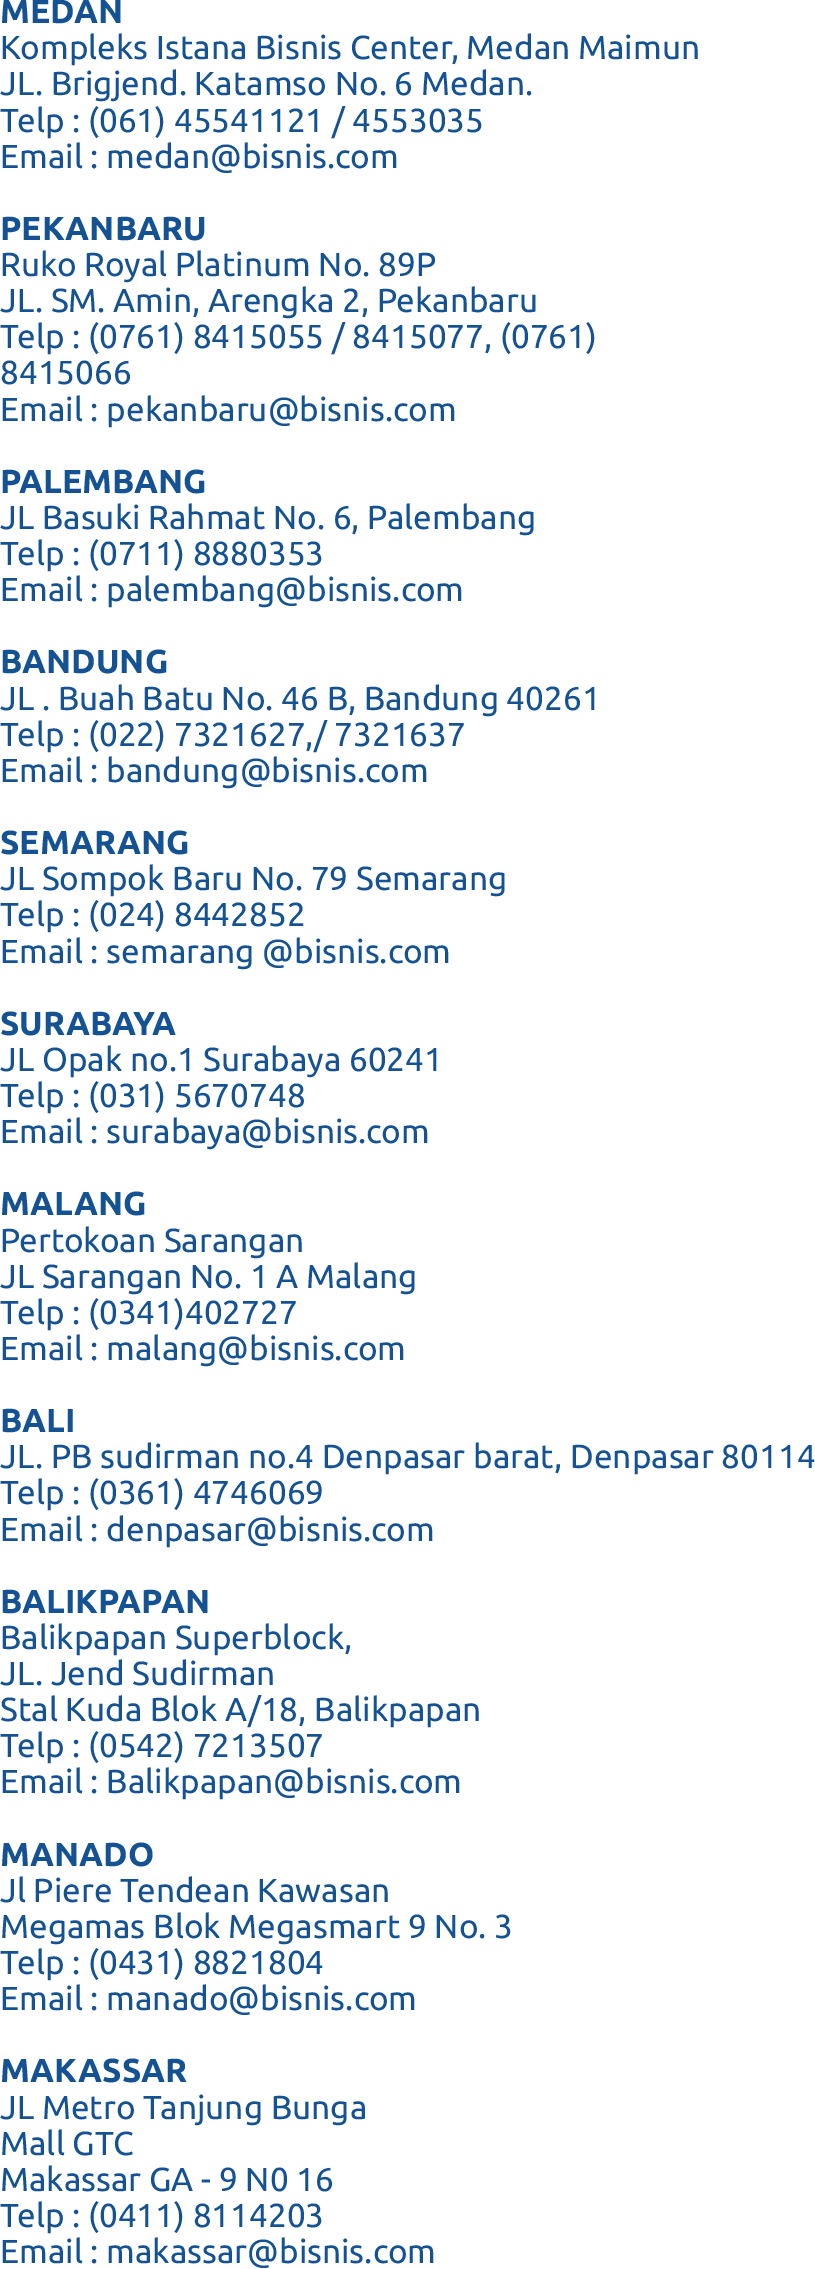 MEDAN
Kompleks Istana Bisnis Center, Medan Maimun
JL. Brigjend. Katamso No. 6 Medan.
Telp : (061) 45541121 / 4553035
Email : medan@bisnis.com
PEKANBARU
Ruko Royal Platinum No. 89P
JL. SM. Amin, Arengka 2, Pekanbaru
Telp : (0761) 8415055 / 8415077, (0761)
8415066
Email : pekanbaru@bisnis.com
PALEMBANG
JL Basuki Rahmat No. 6, Palembang
Telp : (0711) 8880353
Email : palembang@bisnis.com
BANDUNG
JL . Buah Batu No. 46 B, Bandung 40261
Telp : (022) 7321627,/ 7321637
Email : bandung@bisnis.com
SEMARANG
JL Sompok Baru No. 79 Semarang
Telp : (024) 8442852
Email : semarang @bisnis.com
SURABAYA
JL Opak no.1 Surabaya 60241
Telp : (031) 5670748
Email : surabaya@bisnis.com
MALANG
Pertokoan Sarangan
JL Sarangan No. 1 A Malang
Telp : (0341)402727
Email : malang@bisnis.com
BALI
JL. PB sudirman no.4 Denpasar barat, Denpasar 80114
Telp : (0361) 4746069
Email : denpasar@bisnis.com
BALIKPAPAN
Balikpapan Superblock,
JL. Jend Sudirman
Stal Kuda Blok A/18, Balikpapan
Telp : (0542) 7213507
Email : Balikpapan@bisnis.com
MANADO
Jl Piere Tendean Kawasan
Megamas Blok Megasmart 9 No. 3
Telp : (0431) 8821804
Email : manado@bisnis.com
MAKASSAR
JL Metro Tanjung Bunga
Mall GTC
Makassar GA - 9 N0 16
Telp : (0411) 8114203
Email : makassar@bisnis.com